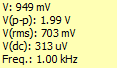 V: 949 mV
V(p-p): 1.99 V
V(rms): 703 mV
V(dc): 313 uV
Freq.: 1.00 kHz